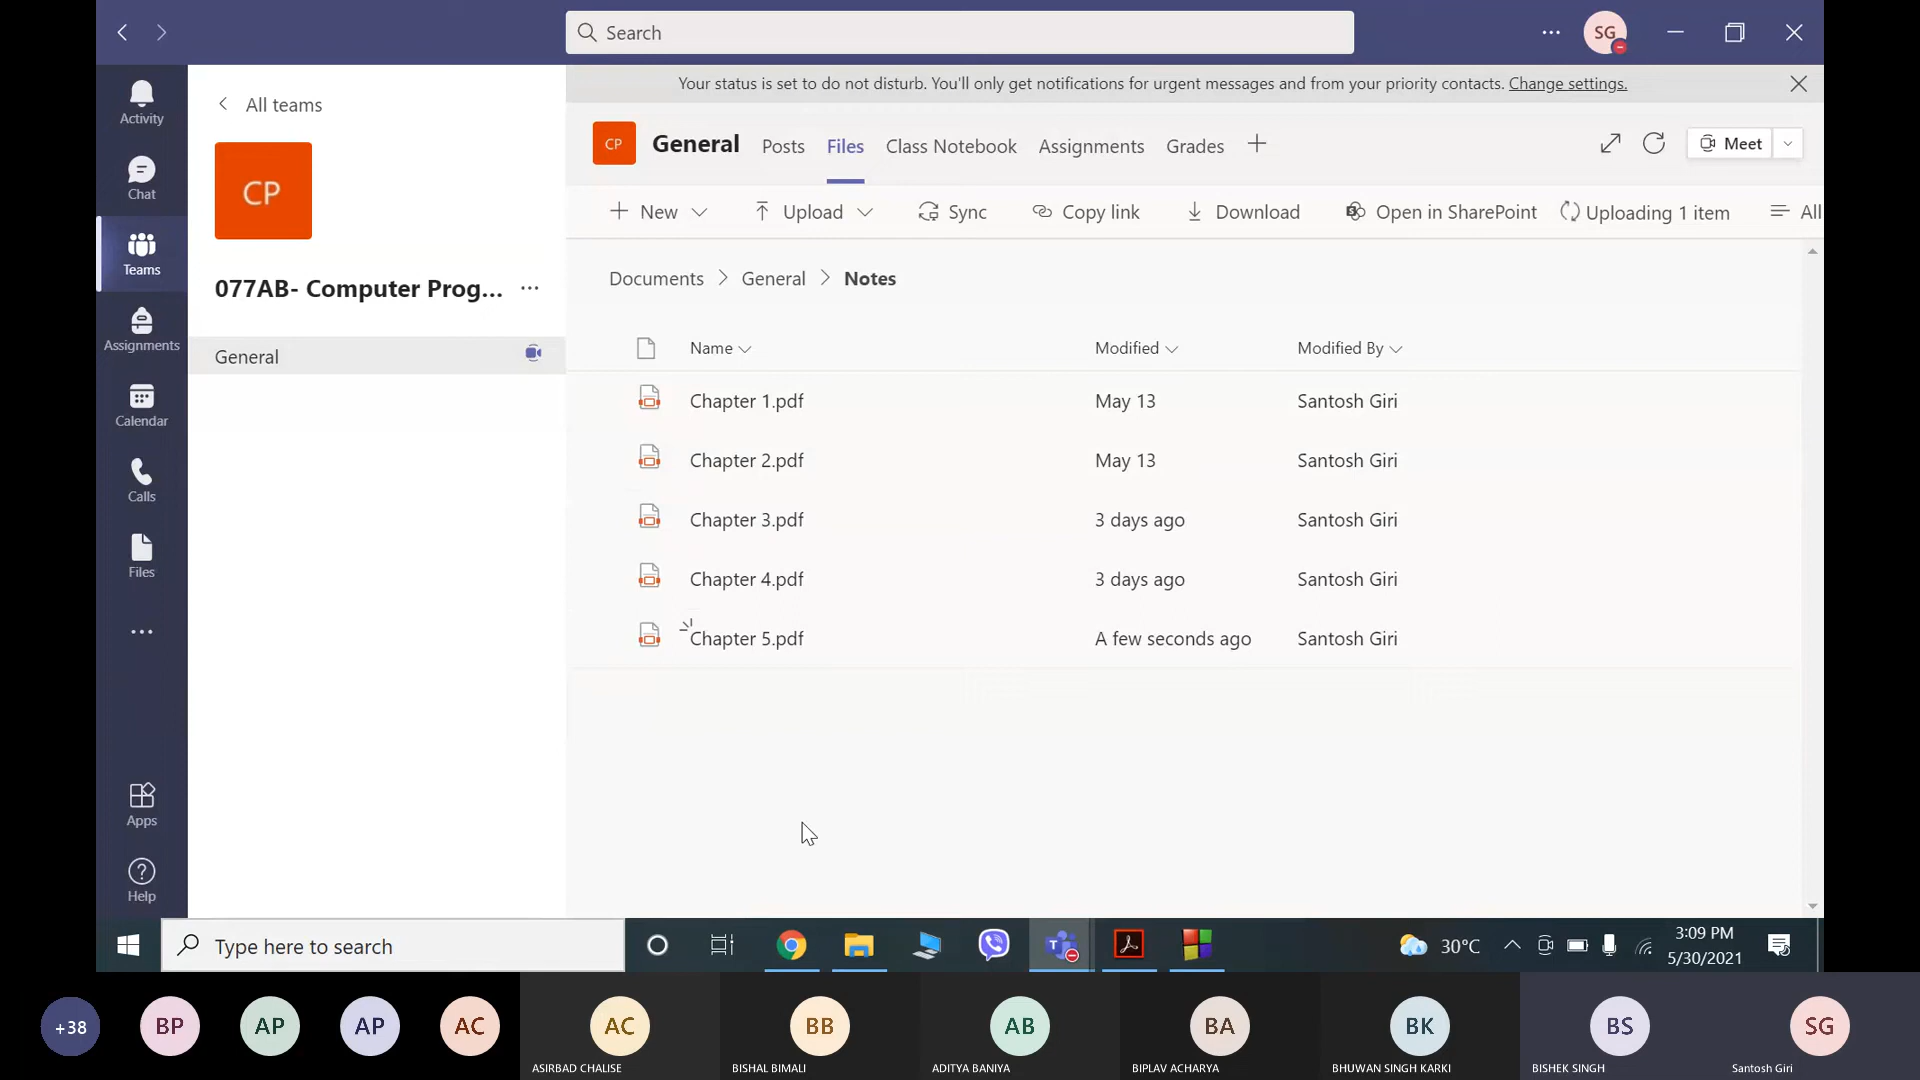 Search
SG
Your status is set to do not disturb. You'll only get notifications for urgent messages and from your priority contacts. Change settings.
Activity
Chat
Teams
Assignments
Calendar
Calls
Files
Apps
Help
All teams
CP
077AB- Computer Prog...
General
CP
General Posts Files Class Notebook Assignments Grades
Meet
New Upload Sync Copy link Download Open in SharePoint Uploading 1 item All
Documents > General > Notes
Name Modified Modified By
Chapter 1.pdf May 13 Santosh Giri
Chapter 2.pdf May 13 Santosh Giri
Chapter 3.pdf 3 days ago Santosh Giri
Chapter 4.pdf 3 days ago Santosh Giri
Chapter 5.pdf A few seconds ago Santosh Giri
Type here to search
30°C
3:09 PM
5/30/2021
+38 BP AP AP AC AC BB AB BA BK BS SG
ASIRBAD CHALISE BISHAL BIMALI ADITYA BANIYA BIPLAV ACHARYA BHUWAN SINGH KARKI BISHEK SINGH Santosh Giri